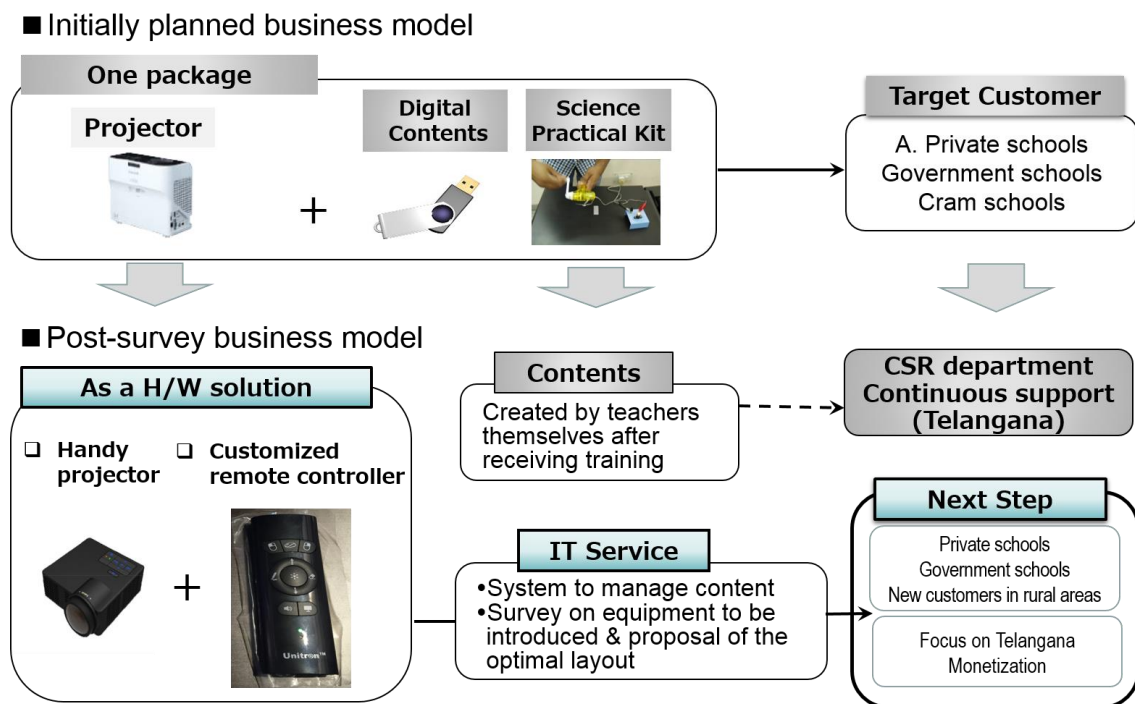 ■ Initially planned business model
One package
Projector
+
Digital
Contents
Science
Practical Kit
Target Customer
A. Private schools
Government schools
Cram schools
■ Post-survey business model
As a H/W solution
❑ Handy
projector
❑ Customized
remote controller
+
Unitron™
Contents
Created by teachers
themselves after
receiving training
CSR department
Continuous support
(Telangana)
IT Service
•System to manage content
•Survey on equipment to be
introduced & proposal of the
optimal layout
Next Step
Private schools
Government schools
New customers in rural areas
Focus on Telangana
Monetization